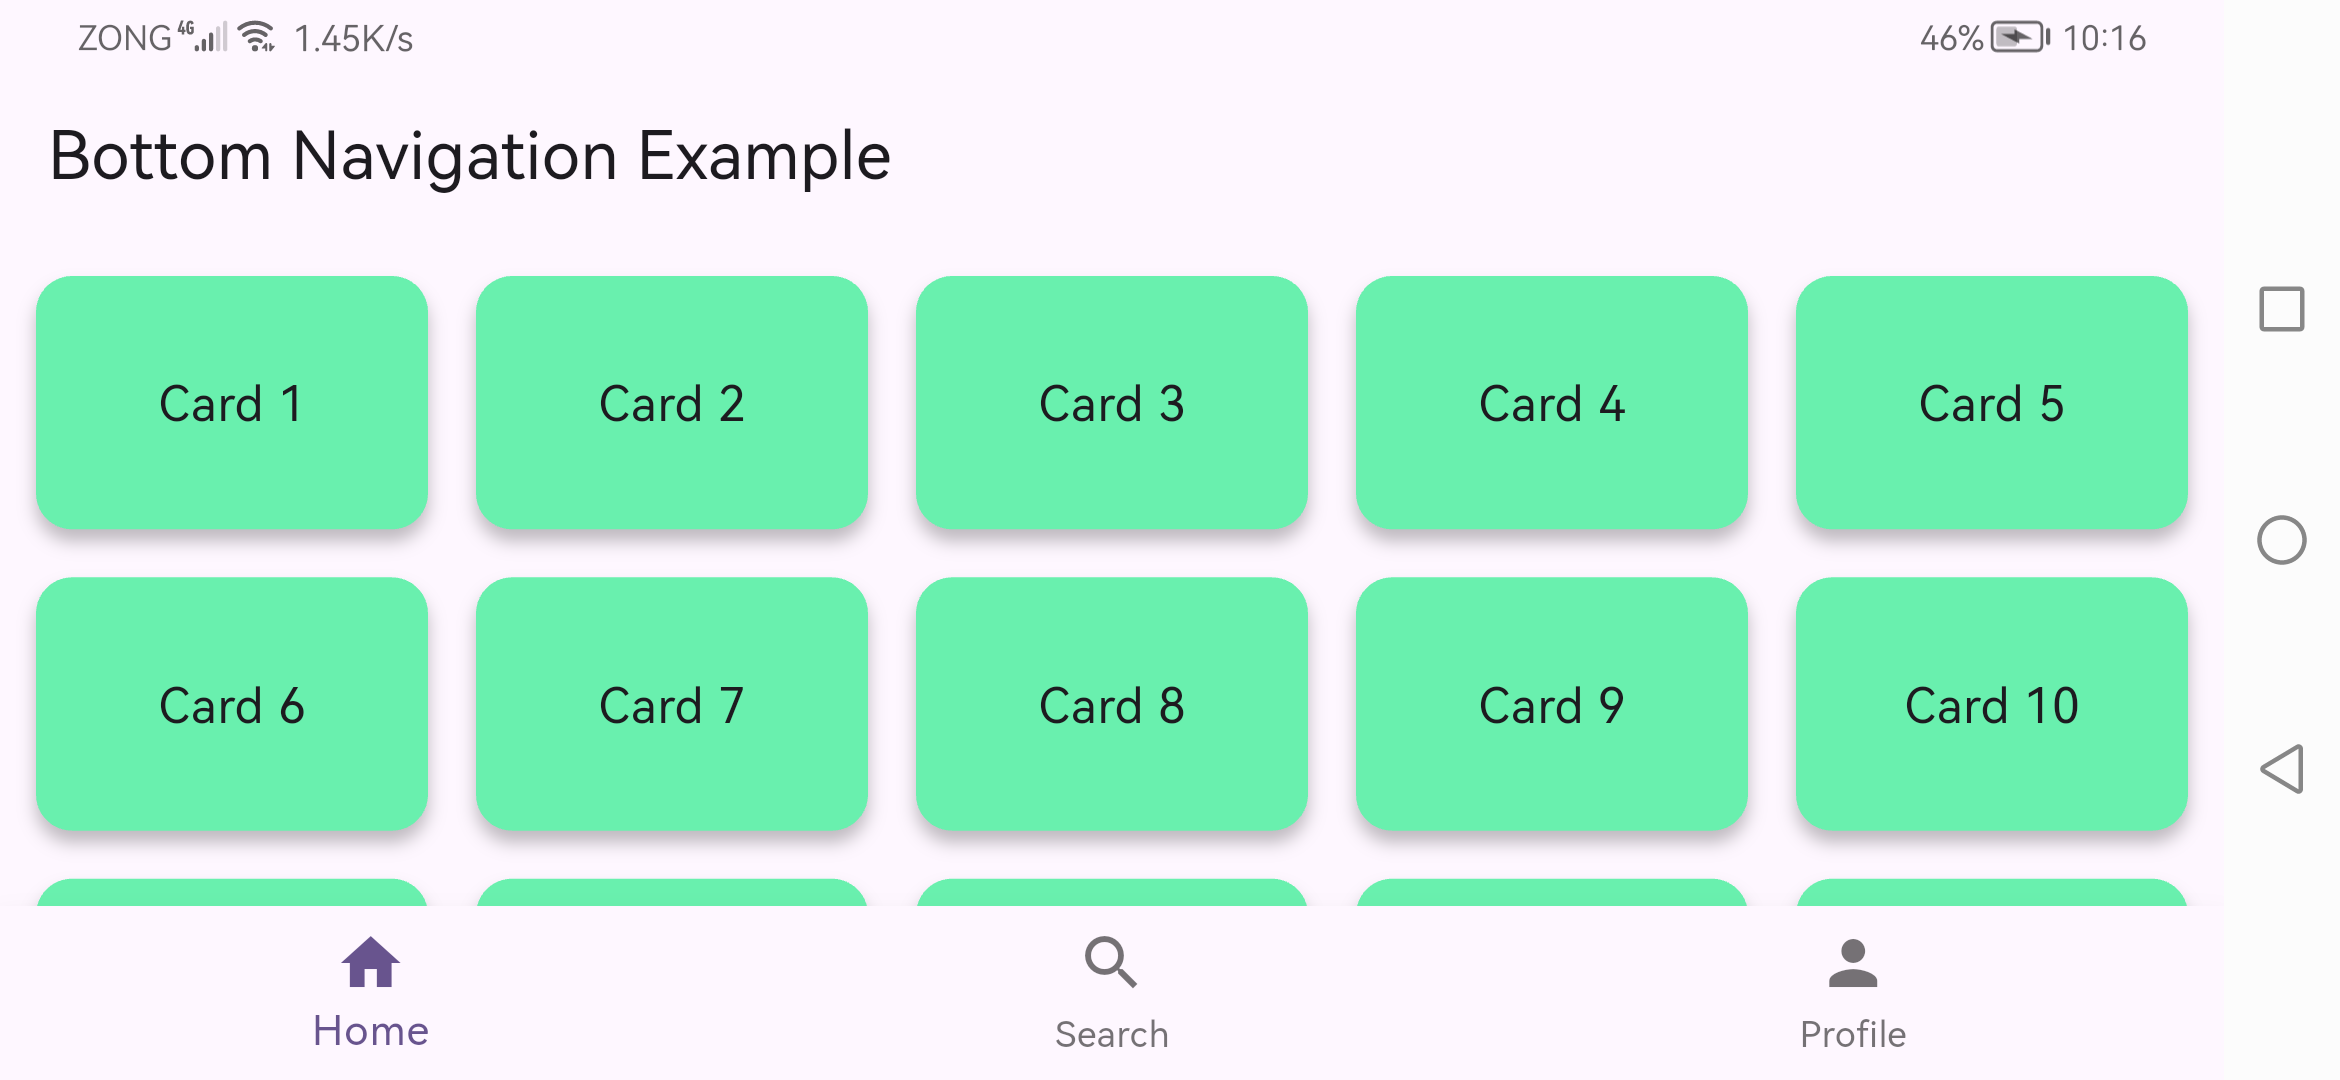 ZONG 4G 1.45K/s 46% 10:16
Bottom Navigation Example
Card 1 Card 2 Card 3 Card 4 Card 5
Card 6 Card 7 Card 8 Card 9 Card 10
Home Search Profile